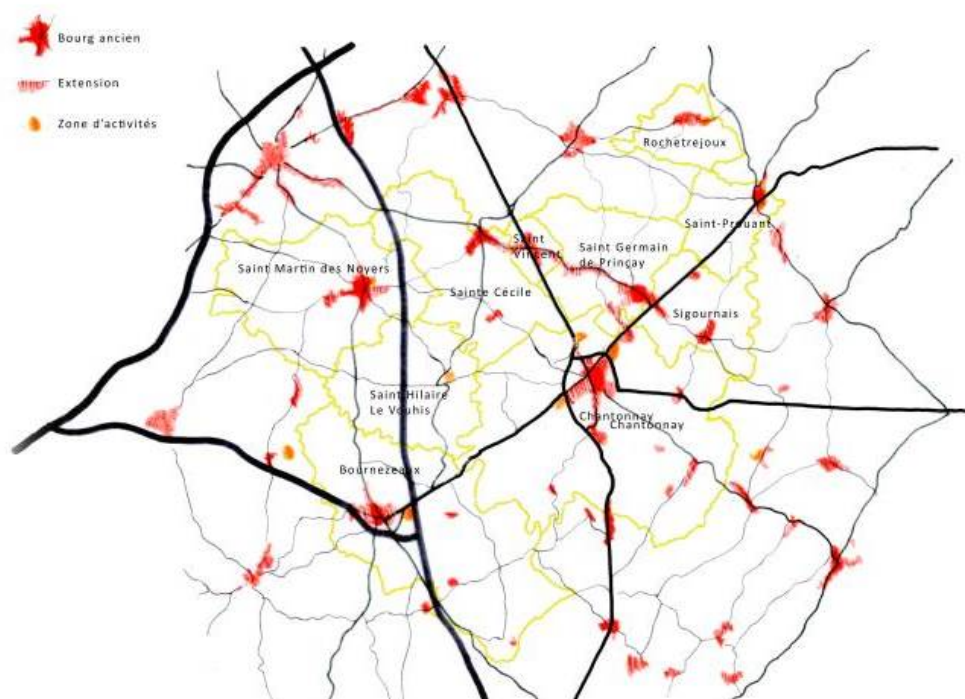 Bourg ancien
Extension
Zone d'activités
Rochetrejoux
Saint-Prouant
Saint
Vincent
Saint Germain
de Prinçay
Saint Martin des Noyers
Sainte Cécile
Sigournais
Saint Hilaire
Le Vouhis
Chantonnay
Chantonnay
Bournezeaux